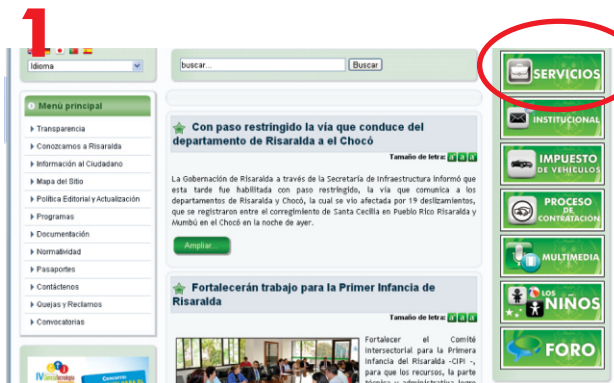 1
Idioma
buscar...
Buscar
Menú principal
Transparencia
Conozcamos a Risaralda
Información al Ciudadano
Mapa del Sitio
Política Editorial y Actualización
Programas
Documentación
Normatividad
Pasaportes
Contáctenos
Quejas y Reclamos
Convocatorias
Con paso restringido la vía que conduce del
departamento de Risaralda a el Chocó
Tamaño de letra:
La Gobernación de Risaralda a través de la Secretaría de Infraestructura informó que
esta tarde fue habilitada con paso restringido, la vía que comunica a los
departamentos de Risaralda y Chocó, la cual se vio afectada por 19 deslizamientos,
que se registraron entre el corregimiento de Santa Cecilia en Pueblo Rico Risaralda y
Mumbú en el Chocó en la noche de ayer.
Ampliar...
Fortalecerán trabajo para la Primer Infancia de
Risaralda
Tamaño de letra:
Fortalecer el Comité
Intersectorial para la Primera
Infancia del Risaralda -CIPI -,
para que los recursos, la parte
técnica y administrativa logre
SERVICIOS
INSTITUCIONAL
IMPUESTO
DE VEHÍCULOS
PROCESO
DE
CONTRATACIÓN
MULTIMEDIA
LOS
NIÑOS
FORO
IV